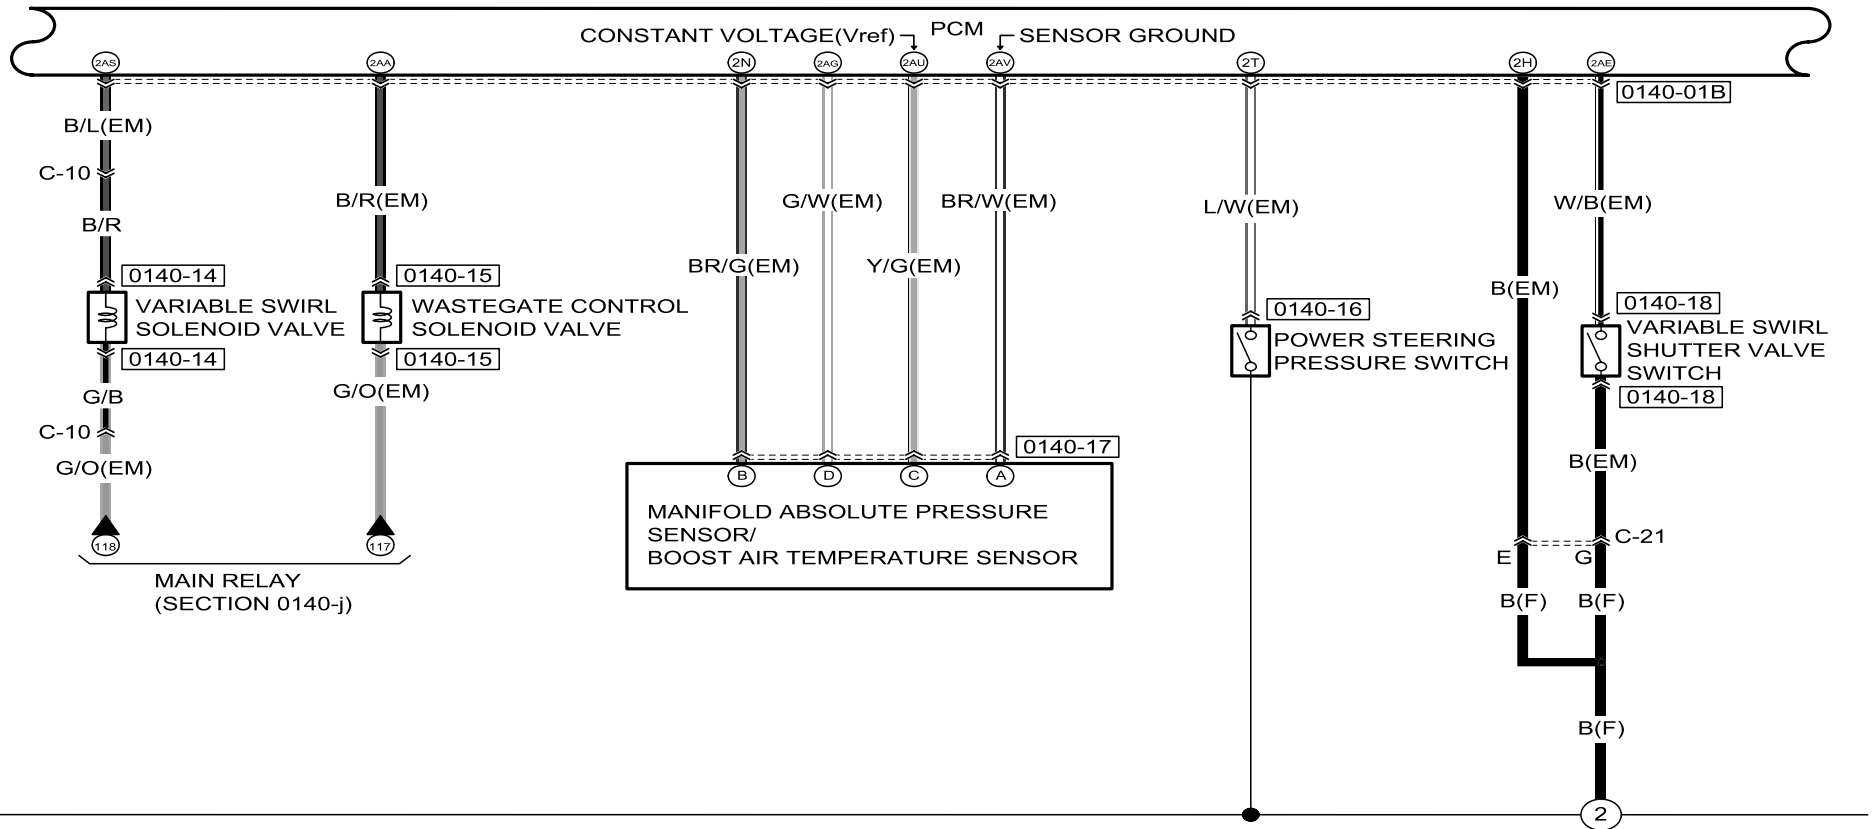 CONSTANT VOLTAGE(Vref)
PCM
SENSOR GROUND
2AS
2AA
2N
2AG
2AU
2AV
2T
2H
2AE
0140-01B
B/L(EM)
C-10
B/R
B/R(EM)
G/W(EM)
BR/W(EM)
L/W(EM)
W/B(EM)
BR/G(EM)
Y/G(EM)
B(EM)
0140-14
VARIABLE SWIRL
SOLENOID VALVE
0140-14
0140-15
WASTEGATE CONTROL
SOLENOID VALVE
0140-15
0140-16
POWER STEERING
PRESSURE SWITCH
0140-18
VARIABLE SWIRL
SHUTTER VALVE
SWITCH
0140-18
G/B
G/O(EM)
C-10
G/O(EM)
0140-17
B
D
C
A
MANIFOLD ABSOLUTE PRESSURE
SENSOR/
BOOST AIR TEMPERATURE SENSOR
B(EM)
C-21
E
G
B(F)
B(F)
118
117
MAIN RELAY
(SECTION 0140-j)
B(F)
2